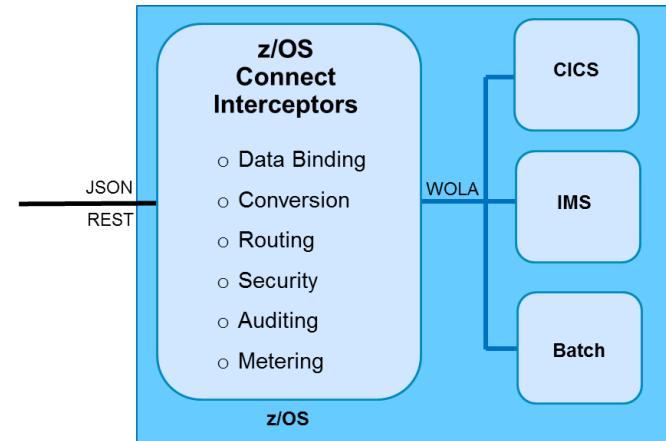 z/OS
Connect
Interceptors
○ Data Binding
○ Conversion
○ Routing
○ Security
○ Auditing
○ Metering
JSON
REST
WOLA
CICS
IMS
Batch
z/OS